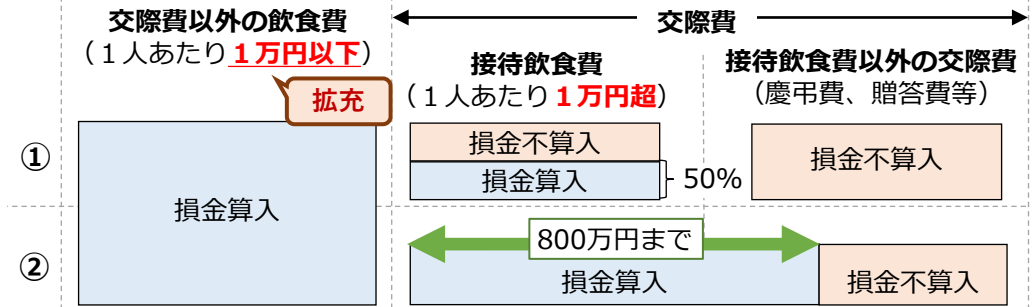 交際費以外の飲食費
（１人あたり１万円以下）
拡充
交際費
接待飲食費
（１人あたり１万円超）
接待飲食費以外の交際費
（慶弔費、贈答費等）
①
損金算入
損金不算入
損金算入
50%
損金不算入
②
800万円まで
損金算入
損金不算入